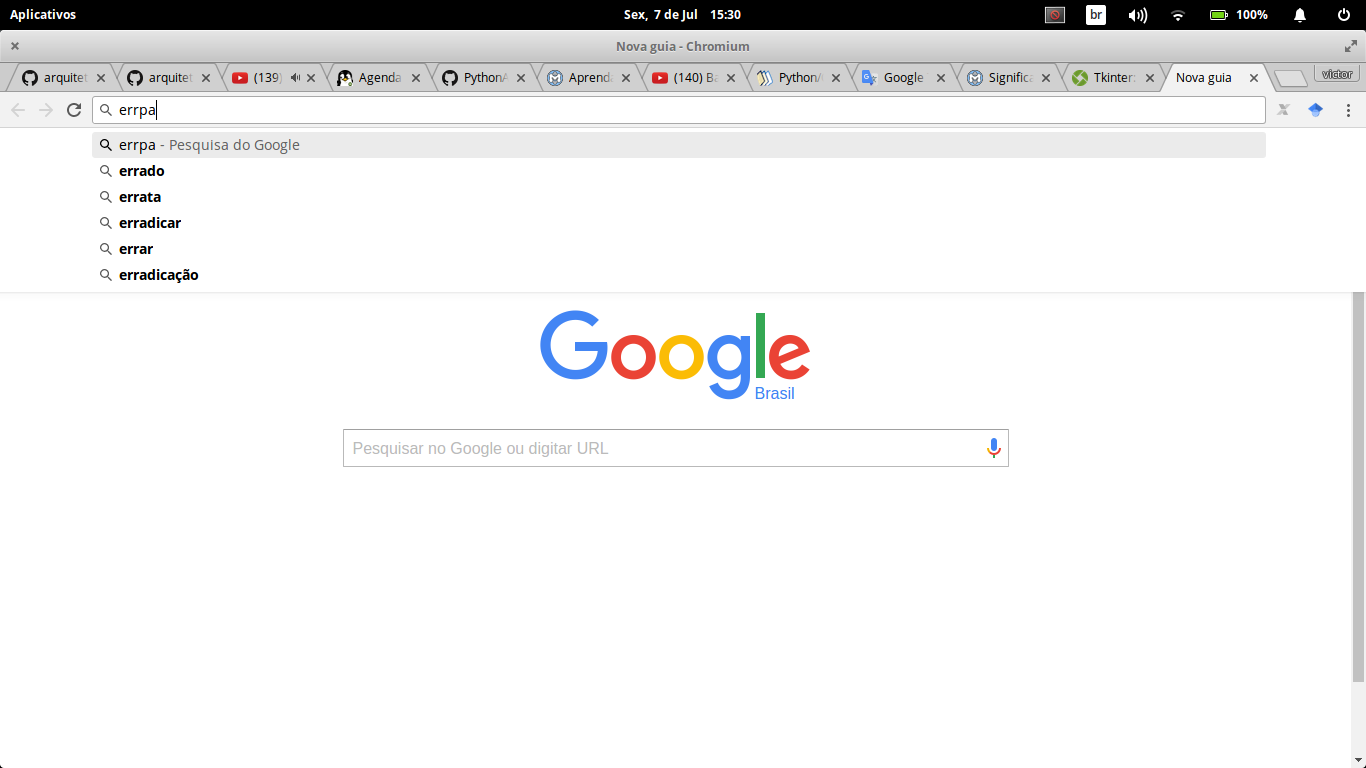 Aplicativos Sex, 7 de Jul 15:30 br 100%
Nova guia - Chromium
arquitet arquitet (139) Agenda PythonA Aprenda (140) Ba Python/ Google Significa Tkinter: Nova guia victor
errpa
errpa - Pesquisa do Google
errado
errata
erradicar
errar
erradicação
Google
Brasil
Pesquisar no Google ou digitar URL